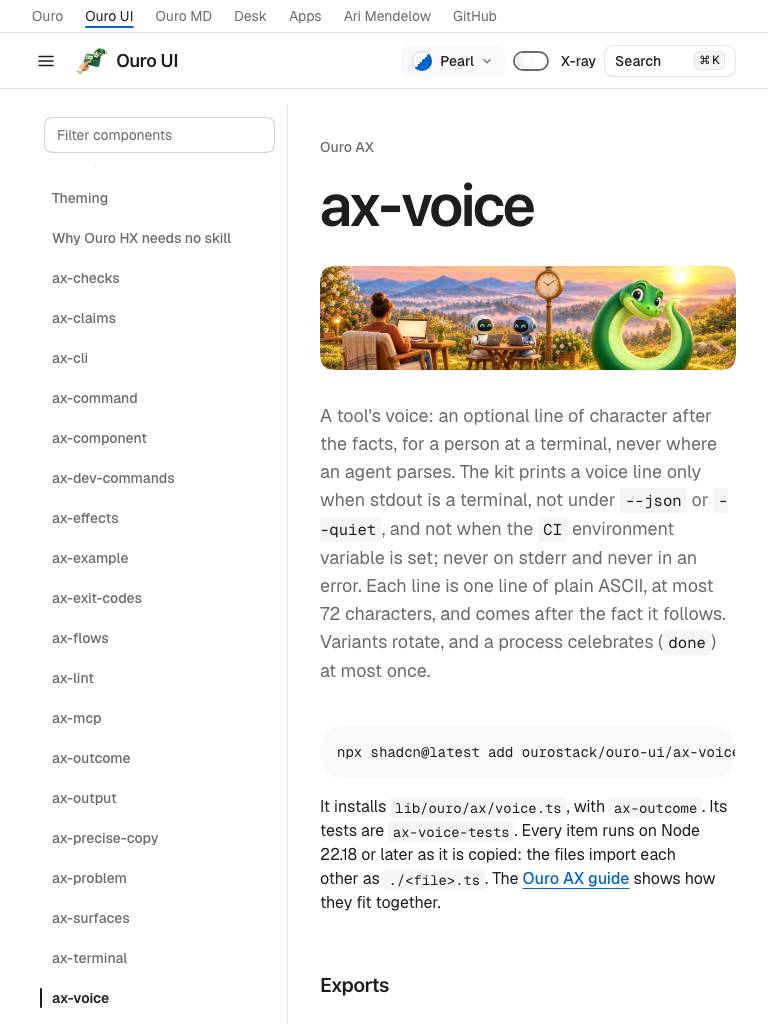 Ouro Ouro UI Ouro MD Desk Apps Ari Mendelow GitHub
Ouro UI Pearl X-ray Search ⌘ K
Filter components
Theming
Why Ouro HX needs no skill
ax-checks
ax-claims
ax-cli
ax-command
ax-component
ax-dev-commands
ax-effects
ax-example
ax-exit-codes
ax-flows
ax-lint
ax-mcp
ax-outcome
ax-output
ax-precise-copy
ax-problem
ax-surfaces
ax-terminal
ax-voice
Ouro AX
ax-voice
A tool's voice: an optional line of character after
the facts, for a person at a terminal, never where
an agent parses. The kit prints a voice line only
when stdout is a terminal, not under --json or -
-quiet, and not when the CI environment
variable is set; never on stderr and never in an
error. Each line is one line of plain ASCII, at most
72 characters, and comes after the fact it follows.
Variants rotate, and a process celebrates (done)
at most once.
npx shadcn@latest add ourostack/ouro-ui/ax-voice
It installs lib/ouro/ax/voice.ts, with ax-outcome. Its
tests are ax-voice-tests. Every item runs on Node
22.18 or later as it is copied: the files import each
other as ./<file>.ts. The Ouro AX guide shows how
they fit together.
Exports